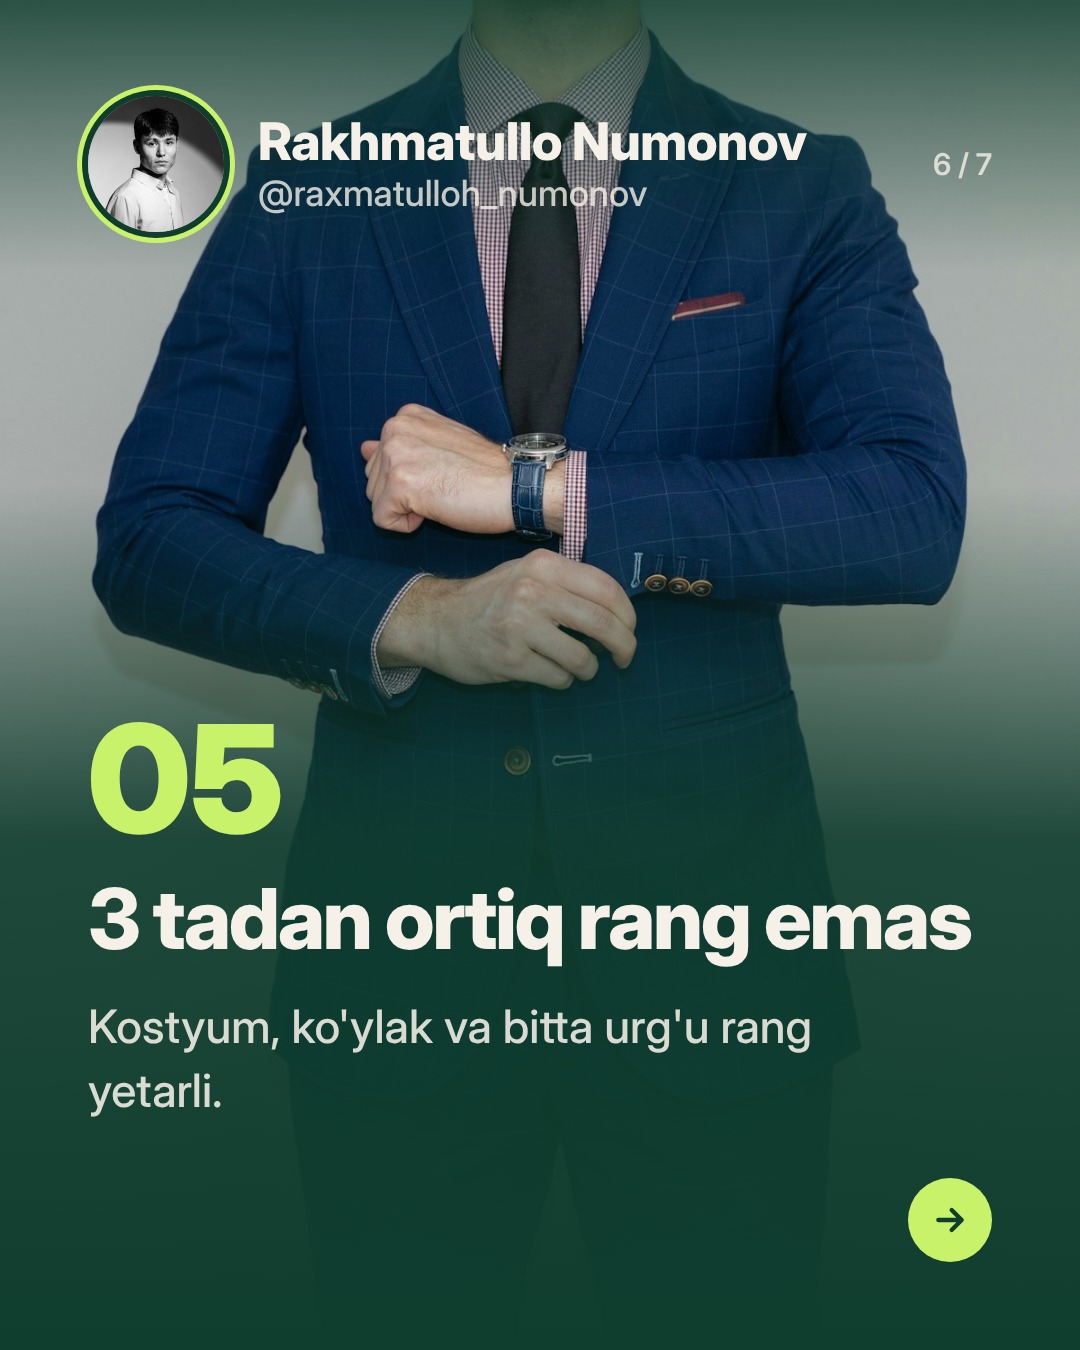 Rakhmatullo Numonov
@raxmatulloh_numonov
6 / 7
05
3 tadan ortiq rang emas
Kostyum, ko'ylak va bitta urg'u rang
yetarli.